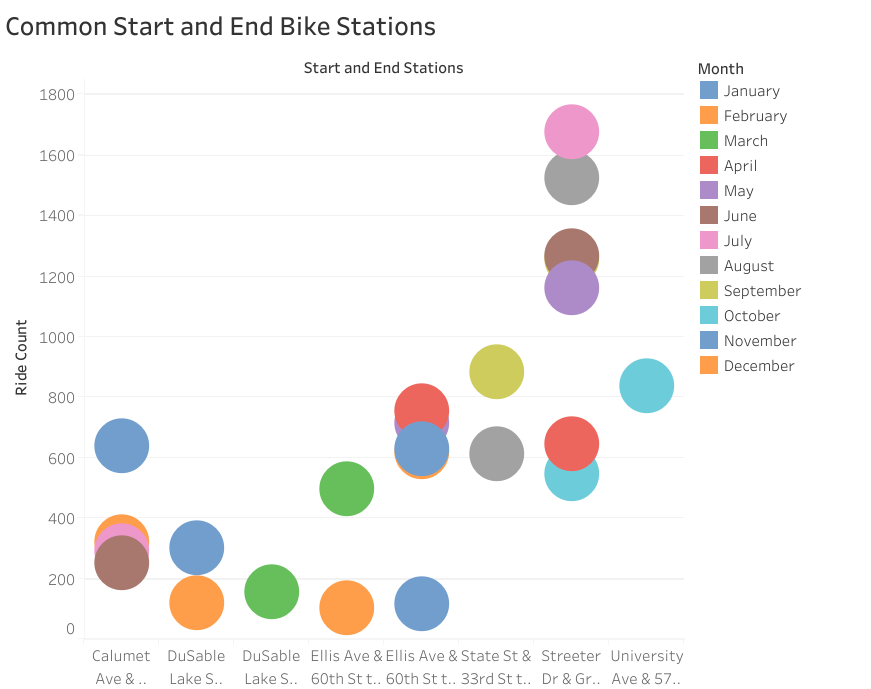 Common Start and End Bike Stations
Start and End Stations
Month
January
February
March
April
May
June
July
August
September
October
November
December
Ride Count
1800
1600
1400
1200
1000
800
600
400
200
0
Calumet
Ave & ..
DuSable
Lake S..
DuSable
Lake S..
Ellis Ave &
60th St t..
Ellis Ave &
60th St t..
State St &
33rd St t..
Streeter
Dr & Gr..
University
Ave & 57..